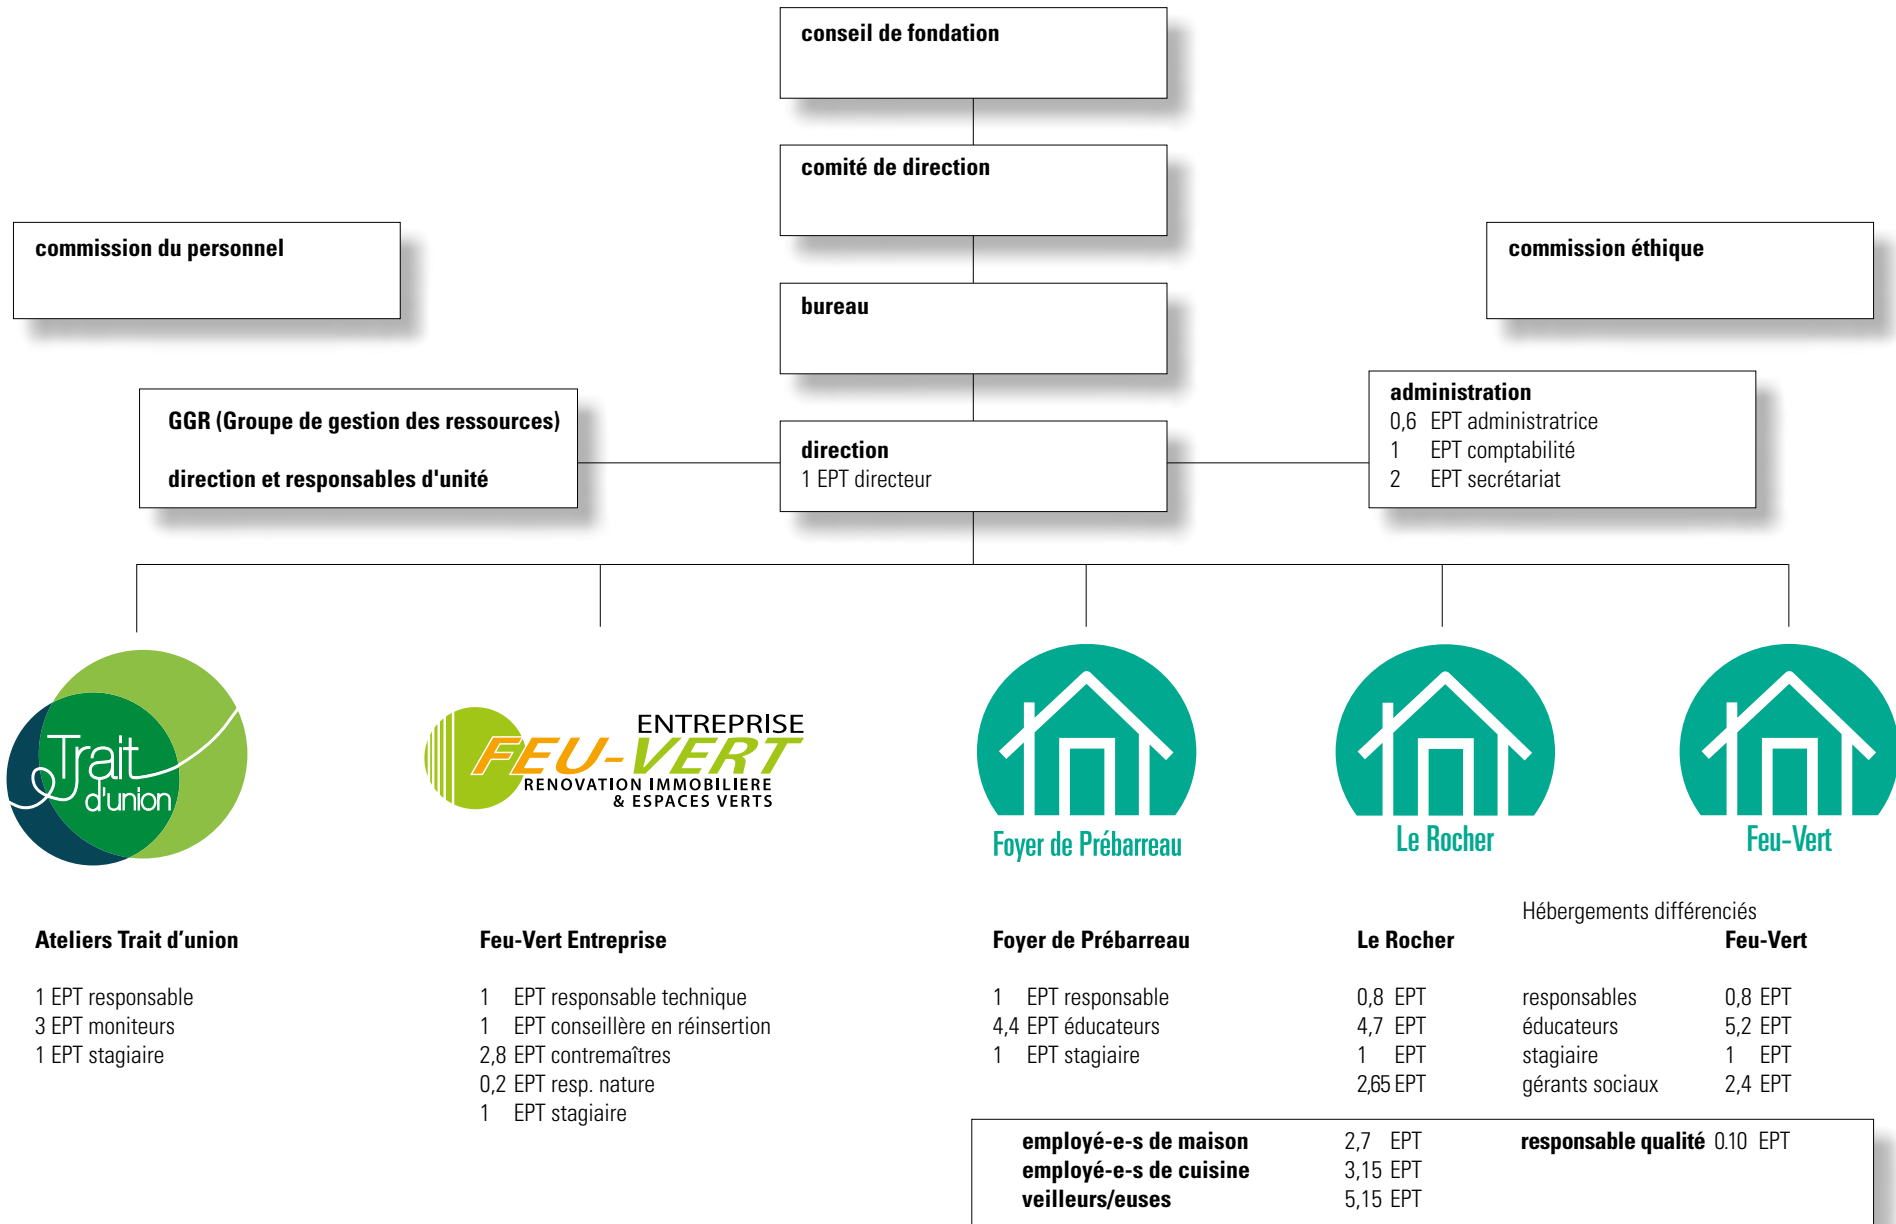 conseil de fondation
comité de direction
commission du personnel
commission éthique
bureau
GGR (Groupe de gestion des ressources)
direction et responsables d'unité
direction
1 EPT directeur
administration
0,6 EPT administratrice
1 EPT comptabilité
2 EPT secrétariat
Trait
d'union
ENTREPRISE
FEU-VERT
RENOVATION IMMOBILIERE
& ESPACES VERTS
Foyer de Prébarreau
Le Rocher
Feu-Vert
Ateliers Trait d’union
1 EPT responsable
3 EPT moniteurs
1 EPT stagiaire
Feu-Vert Entreprise
1 EPT responsable technique
1 EPT conseillère en réinsertion
2,8 EPT contremaîtres
0,2 EPT resp. nature
1 EPT stagiaire
Foyer de Prébarreau
1 EPT responsable
4,4 EPT éducateurs
1 EPT stagiaire
Hébergements différenciés
Le Rocher Feu-Vert
0,8 EPT responsables 0,8 EPT
4,7 EPT éducateurs 5,2 EPT
1 EPT stagiaire 1 EPT
2,65 EPT gérants sociaux 2,4 EPT
employé-e-s de maison 2,7 EPT responsable qualité 0.10 EPT
employé-e-s de cuisine 3,15 EPT
veilleurs/euses 5,15 EPT